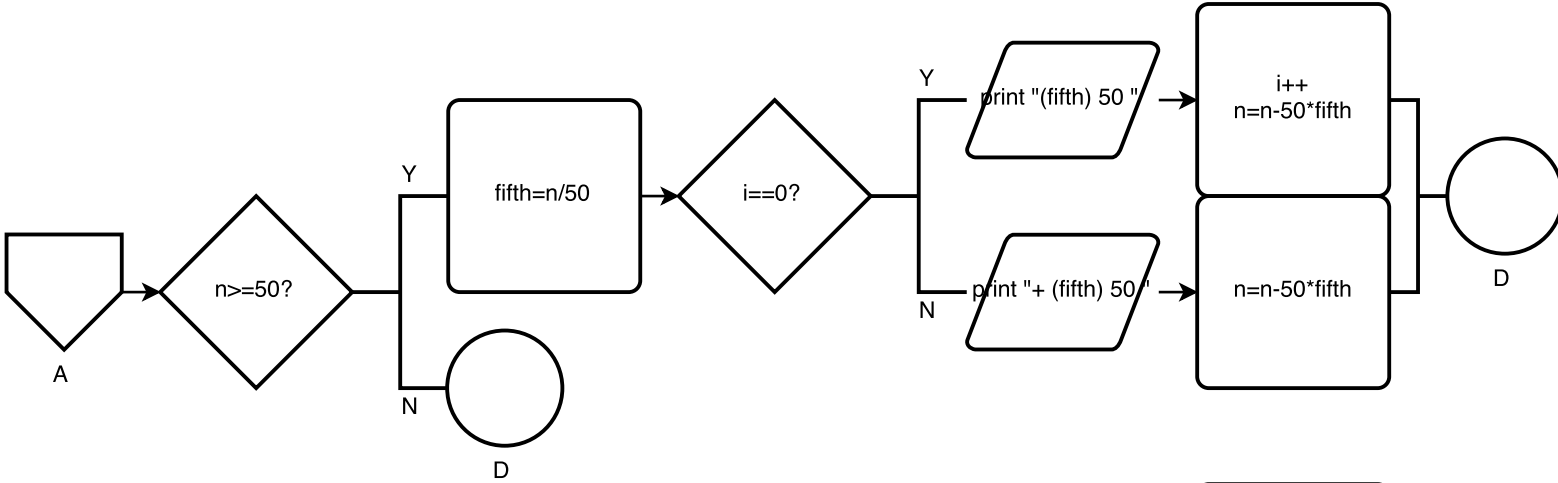 A
n>=50?
Y
N
fifth=n/50
D
i==0?
Y
N
print "(fifth) 50 "
i++
n=n-50*fifth
print "+ (fifth) 50 "
n=n-50*fifth
D